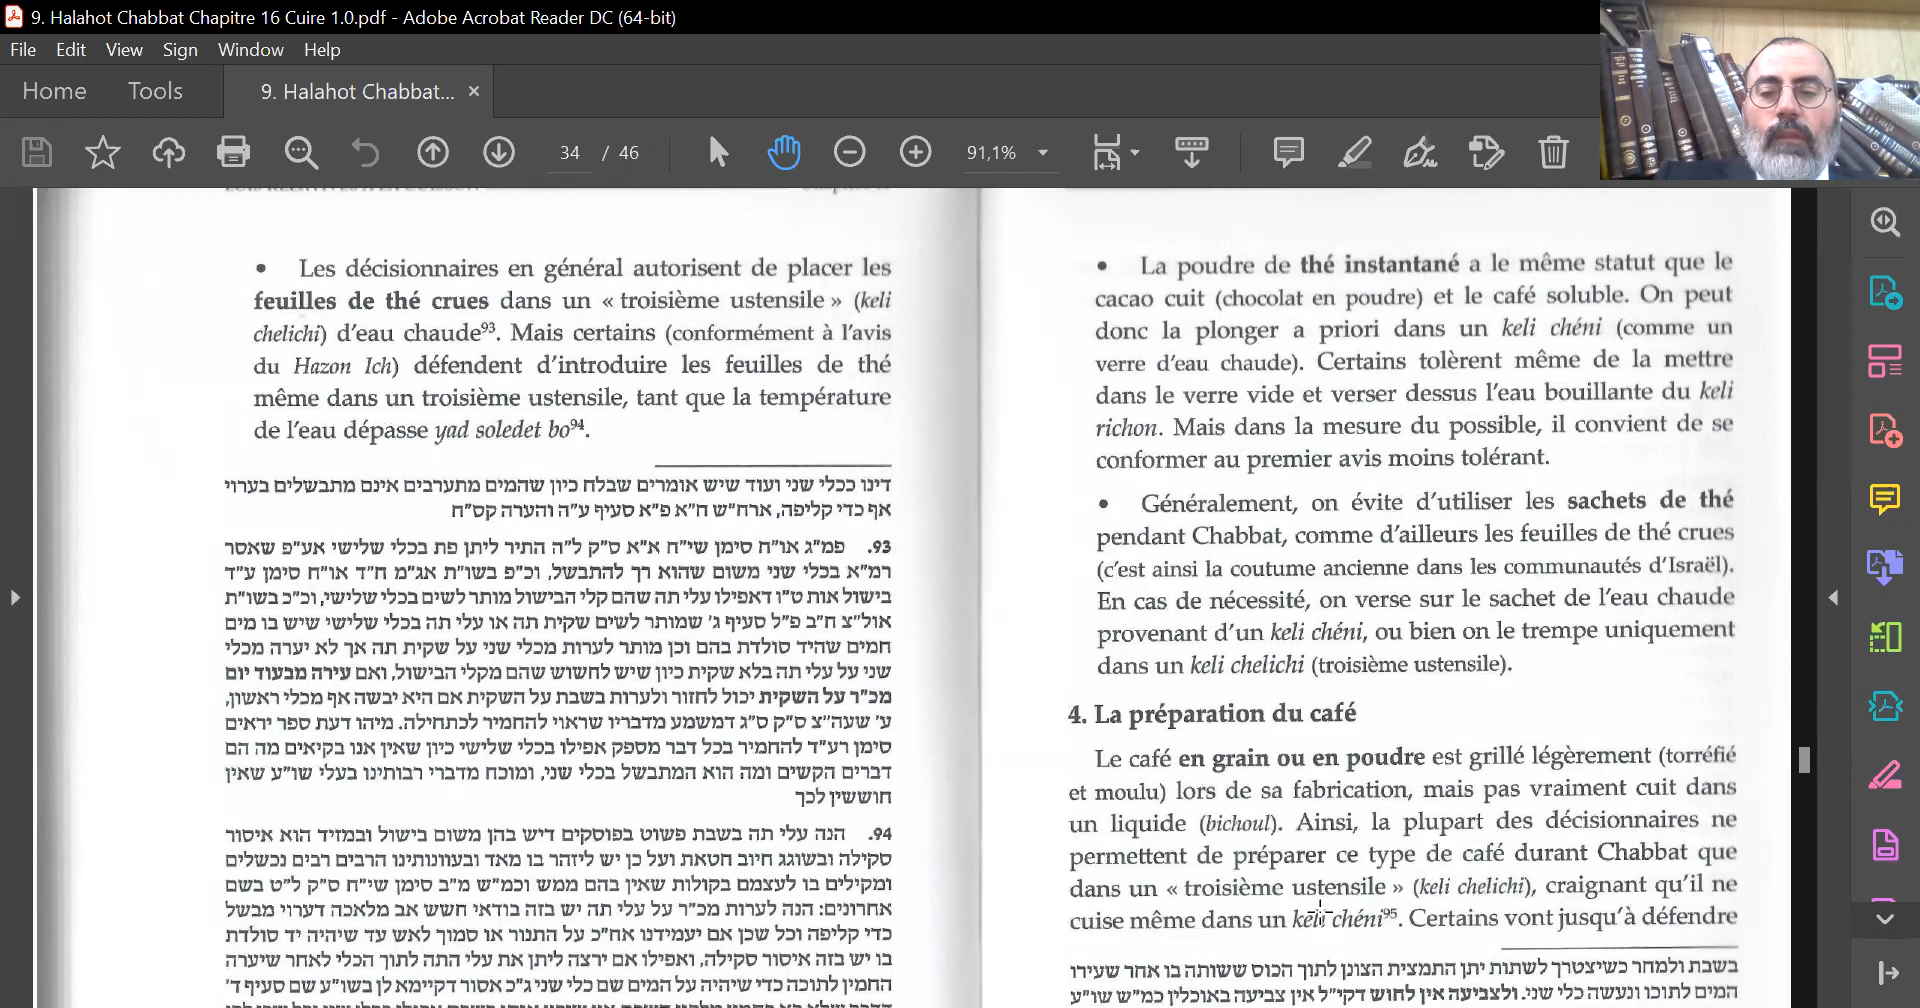 9. Halahot Chabbat Chapitre 16 Cuire 1.0.pdf - Adobe Acrobat Reader DC (64-bit)
File Edit View Sign Window Help
Home Tools 9. Halahot Chabbat... ×
34 / 46 91,1%
• Les décisionnaires en général autorisent de placer les
feuilles de thé crues dans un « troisième ustensile » (keli
chelichi) d'eau chaude93. Mais certains (conformément à l'avis
du Hazon Ich) défendent d'introduire les feuilles de thé
même dans un troisième ustensile, tant que la température
de l'eau dépasse yad soledet bo94.
דינו ככלי שני ועוד שיש אומרים שבלח כיון שהמים מתערבים אינם מתבשלים בערוי
אף כדי קליפה, ארח"ש ח"א פ"א סעיף ע"ה והערה קס"ח
93. פמ"ג או"ח סימן שי"ח א"א ס"ק ל"ה התיר ליתן פת בכלי שלישי אע"פ שאסר
רמ"א בכלי שני משום שהוא רך להתבשל, וכ"פ בשו"ת אג"מ ח"ד או"ח סימן ע"ד
בישול אות ט"ו דאפילו עלי תה שהם קלי הבישול מותר לשים בכלי שלישי, וכ"כ בשו"ת
אול"צ ח"ב פ"ל סעיף ג' שמותר לשים שקית תה או עלי תה בכלי שלישי שיש בו מים
חמים שהיד סולדת בהם וכן מותר לערות מכלי שני על שקית תה אך לא יערה מכלי
שני על עלי תה בלא שקית כיון שיש לחשוש שהם מקלי הבישול, ואם עירה מבעוד יום
מכ"ר על השקית יכול לחזור ולערות בשבת על השקית אם היא יבשה אף מכלי ראשון,
ע' שעה"צ ס"ק ס"ג דמשמע מדבריו שראוי להחמיר לכתחילה. מיהו דעת ספר יראים
סימן רע"ד להחמיר בכל דבר מספק אפילו בכלי שלישי כיון שאין אנו בקיאים מה הם
דברים הקשים ומה הוא המתבשל בכלי שני, ומוכח מדברי רבותינו בעלי שו"ע שאין
חוששין לכך
94. הנה עלי תה בשבת פשוט בפוסקים דיש בהן משום בישול ובמזיד הוא איסור
סקילה ובשוגג חיוב חטאת ועל כן יש ליזהר בו מאד ובעוונותינו הרבים רבים נכשלים
ומקילים בו לעצמם בקולות שאין בהם ממש וכמ"ש מ"ב סימן שי"ח ס"ק ל"ט בשם
אחרונים: הנה לערות מכ"ר על עלי תה יש בזה בודאי חשש אב מלאכה דערוי מבשל
כדי קליפה וכל שכן אם יעמידנו אח"כ על התנור או סמוך לאש עד שיהיה יד סולדת
בו יש בזה איסור סקילה, ואפילו אם ירצה ליתן את עלי התה לתוך הכלי לאחר שיערה
החמין לתוכה כדי שיהיה על המים שם כלי שני ג"כ אסור דקיימא לן בשו"ע שם סעיף ד'
• La poudre de thé instantané a le même statut que le
cacao cuit (chocolat en poudre) et le café soluble. On peut
donc la plonger a priori dans un keli chéni (comme un
verre d'eau chaude). Certains tolèrent même de la mettre
dans le verre vide et verser dessus l'eau bouillante du keli
richon. Mais dans la mesure du possible, il convient de se
conformer au premier avis moins tolérant.
• Généralement, on évite d'utiliser les sachets de thé
pendant Chabbat, comme d'ailleurs les feuilles de thé crues
(c'est ainsi la coutume ancienne dans les communautés d'Israël).
En cas de nécessité, on verse sur le sachet de l'eau chaude
provenant d'un keli chéni, ou bien on le trempe uniquement
dans un keli chelichi (troisième ustensile).
4. La préparation du café
Le café en grain ou en poudre est grillé légèrement (torréfié
et moulu) lors de sa fabrication, mais pas vraiment cuit dans
un liquide (bichoul). Ainsi, la plupart des décisionnaires ne
permettent de préparer ce type de café durant Chabbat que
dans un « troisième ustensile » (keli chelichi), craignant qu'il ne
cuise même dans un keli chéni95. Certains vont jusqu'à défendre
בשבת ולמחר כשיצטרך לשתות יתן התמצית הצונן לתוך הכוס ששותה בו אחר שעירו
המים לתוכו ונעשה כלי שני. ולצביעה אין לחוש דקי"ל אין צביעה באוכלין כמ"ש שו"ע